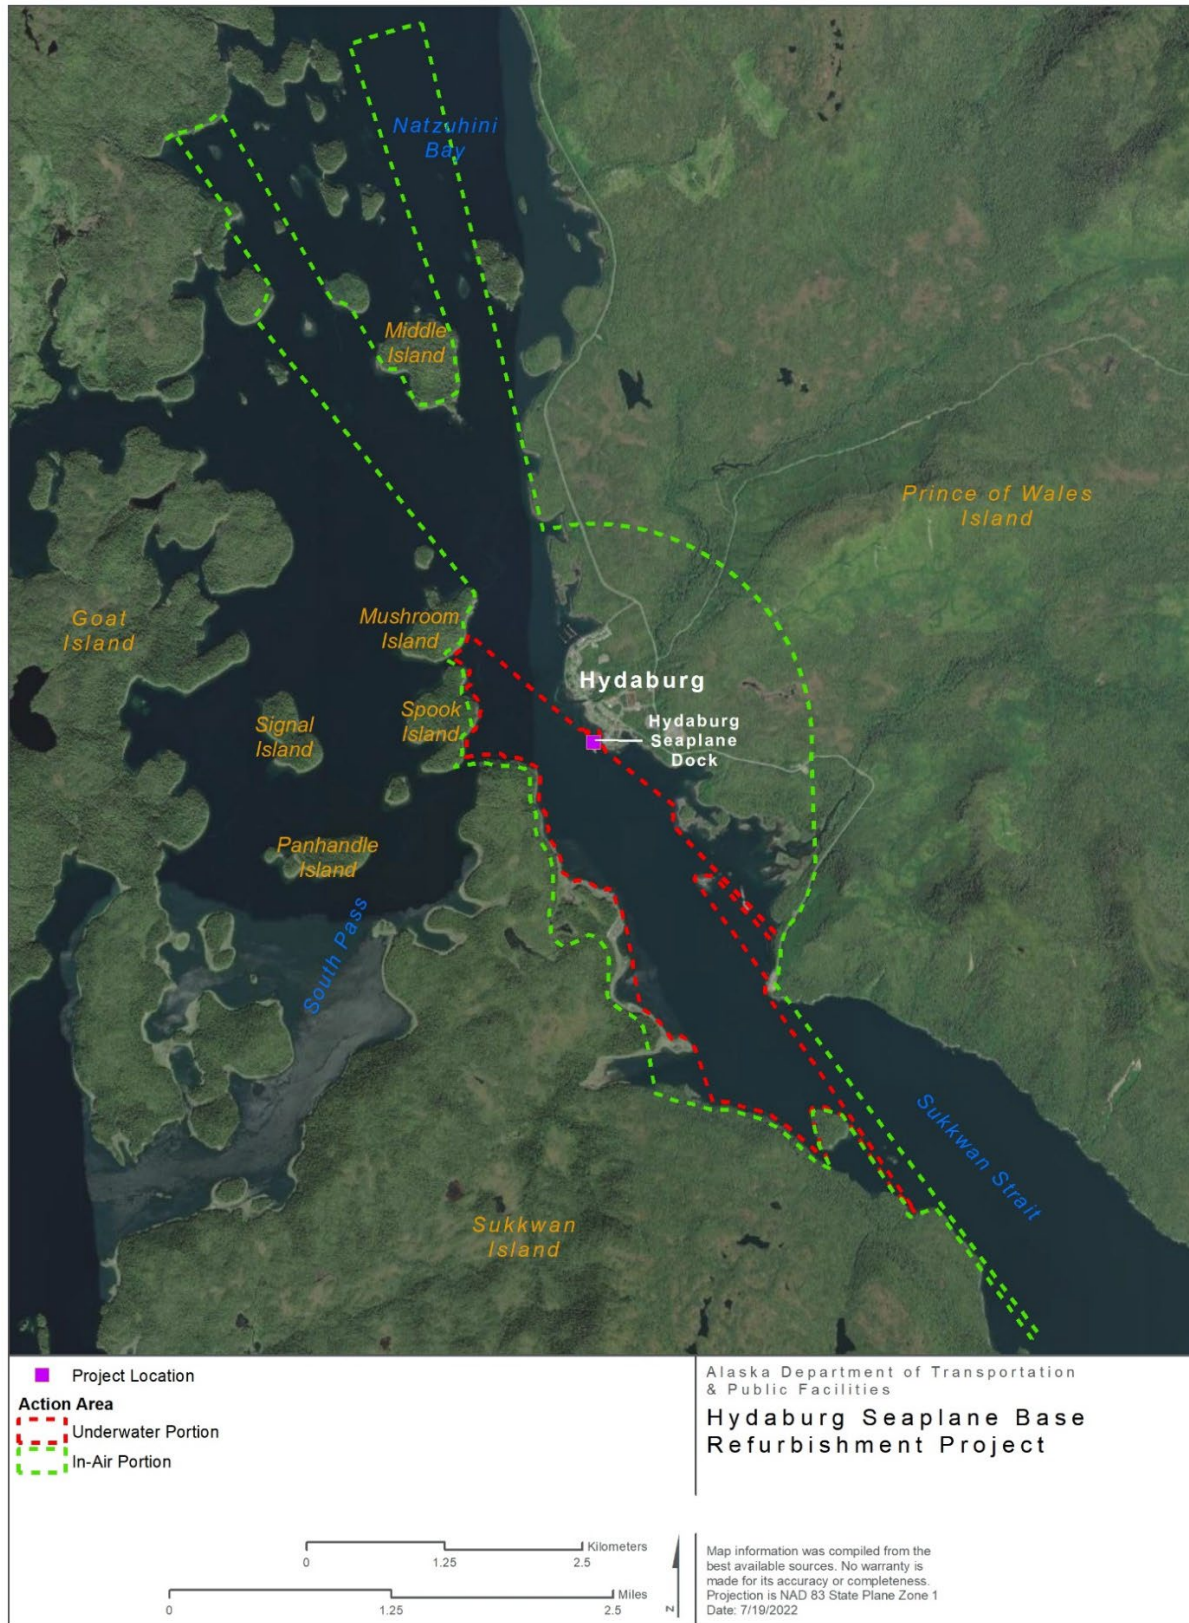 Natzuhini
Bay
Middle
Island
Prince of Wales
Island
Goat
Island
Mushroom
Island
Hydaburg
Spook
Island
Signal
Island
Hydaburg
Seaplane
Dock
Panhandle
Island
South Pass
Sukkwan Strait
Sukkwan
Island
Project Location
Action Area
Underwater Portion
In-Air Portion
Alaska Department of Transportation
& Public Facilities
Hydaburg Seaplane Base
Refurbishment Project
Kilometers
0 1.25 2.5
Miles
0 1.25 2.5
N
Map information was compiled from the
best available sources. No warranty is
made for its accuracy or completeness.
Projection is NAD 83 State Plane Zone 1
Date: 7/19/2022